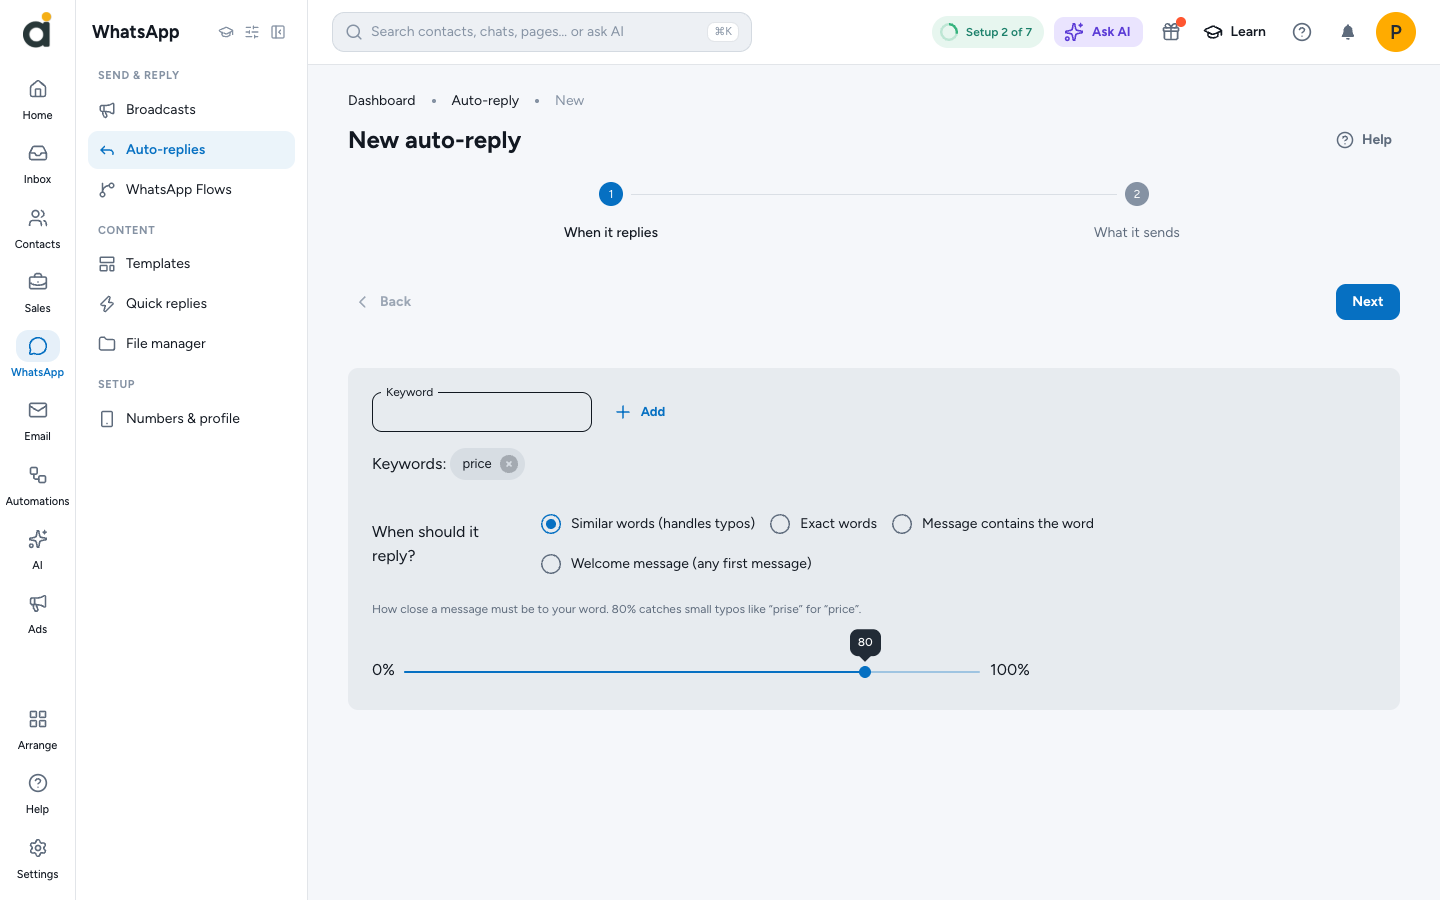 WhatsApp
Search contacts, chats, pages... or ask AI
⌘K
Setup 2 of 7
Ask AI
Learn
P
Home
Inbox
Contacts
Sales
WhatsApp
Email
Automations
AI
Ads
Arrange
Help
Settings
SEND & REPLY
Broadcasts
Auto-replies
WhatsApp Flows
CONTENT
Templates
Quick replies
File manager
SETUP
Numbers & profile
Dashboard • Auto-reply • New
New auto-reply
Help
1
2
When it replies
What it sends
Back
Next
Keyword
Add
Keywords: price
When should it
reply?
Similar words (handles typos)
Exact words
Message contains the word
Welcome message (any first message)
How close a message must be to your word. 80% catches small typos like “prise” for “price”.
80
0%
100%